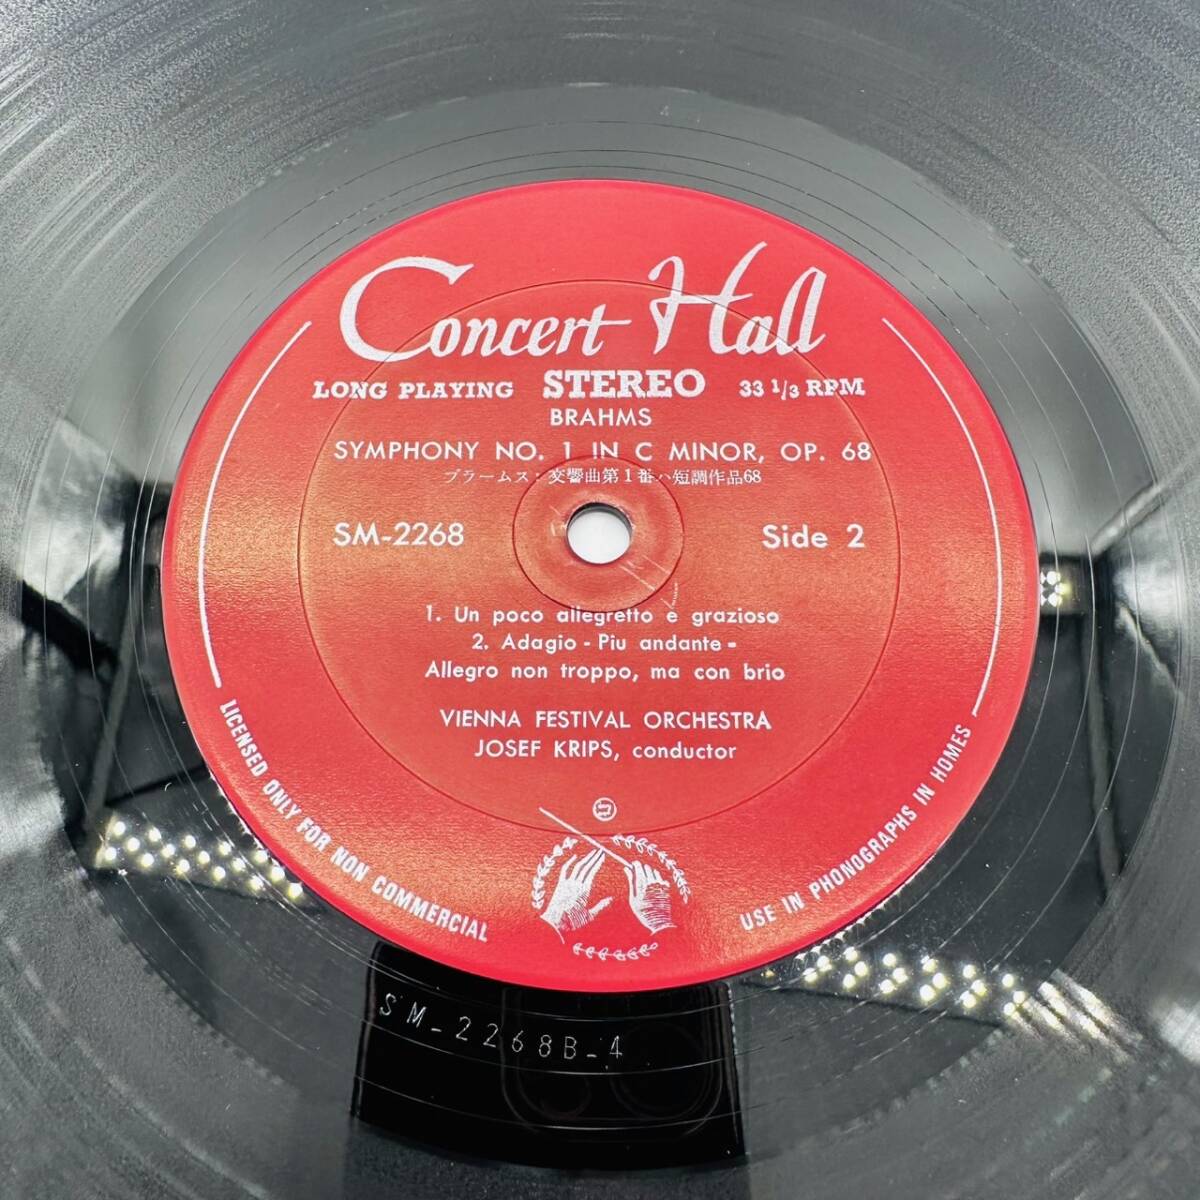 Concert Hall
LONG PLAYING STEREO 33 1/3 RPM
BRAHMS
SYMPHONY NO. 1 IN C MINOR, OP. 68
ブラームス：交響曲第１番ハ短調作品68
SM-2268 Side 2
1. Un poco allegretto e grazioso
2. Adagio - Piu andante -
Allegro non troppo, ma con brio
VIENNA FESTIVAL ORCHESTRA
JOSEF KRIPS, conductor
LICENSED ONLY FOR NON COMMERCIAL
USE IN PHONOGRAPHS IN HOMES
SM-2268B-4